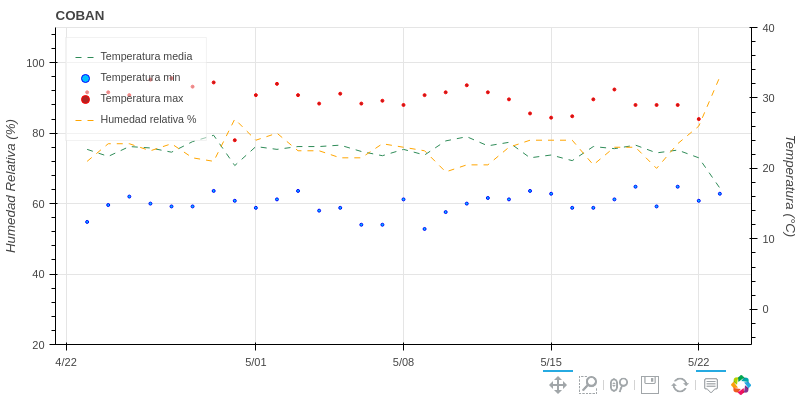 COBAN
Temperatura media
Temperatura min
Temperatura max
Humedad relativa %
Humedad Relativa (%)
100
80
60
40
20
Temperatura (°C)
40
30
20
10
0
4/22
5/01
5/08
5/15
5/22